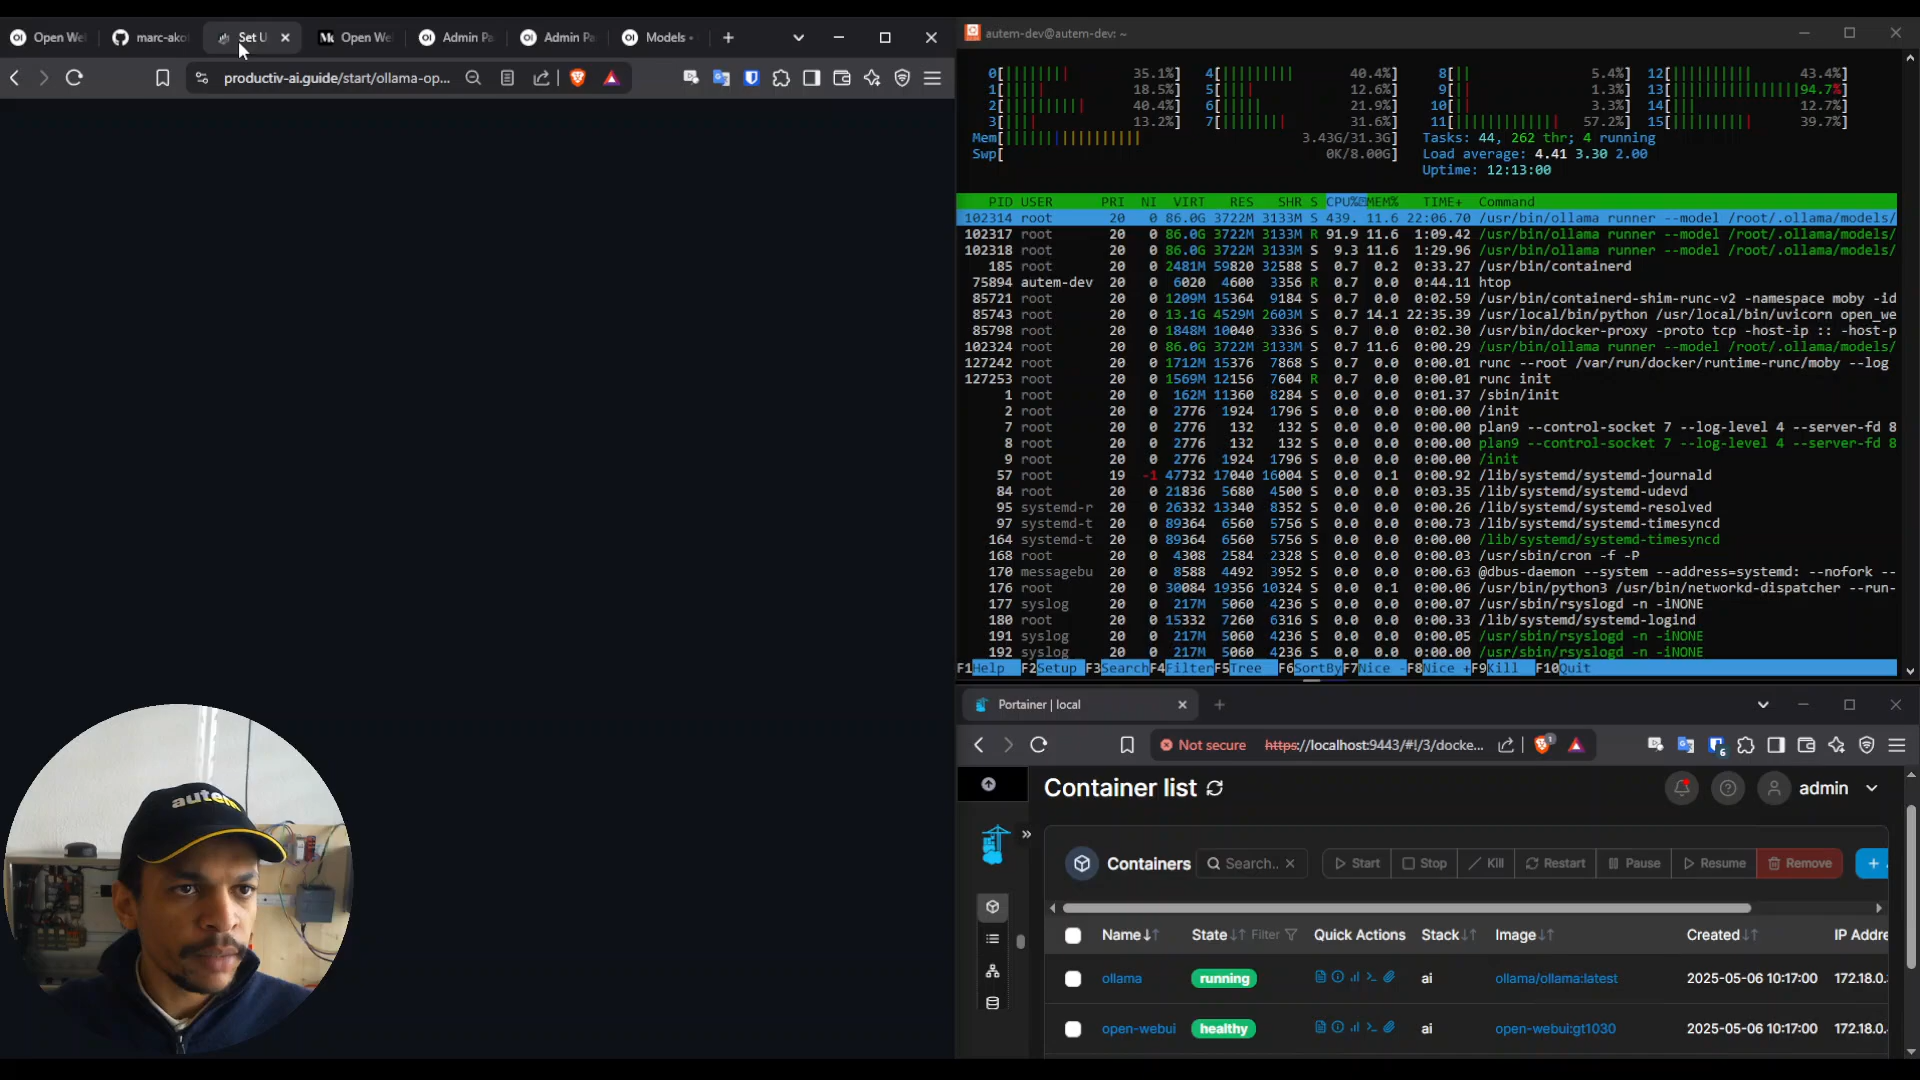 Open We
marc-ako
Set U
Open We
Admin Pa
Admin Pa
Models -
productiv-ai.guide/start/ollama-op...
autem-dev@autem-dev: ~
0[ 35.1%] 4[ 40.4%] 8[ 5.4%] 12[ 43.4%]
1[ 18.5%] 5[ 12.6%] 9[ 1.3%] 13[ 94.7%]
2[ 40.4%] 6[ 21.9%] 10[ 3.3%] 14[ 12.7%]
3[ 13.2%] 7[ 31.6%] 11[ 57.2%] 15[ 39.7%]
Mem[ 3.43G/31.3G] Tasks: 44, 262 thr; 4 running
Swp[ 0K/8.00G] Load average: 4.41 3.30 2.00
Uptime: 12:13:00
PID USER PRI NI VIRT RES SHR S CPU% MEM% TIME+ Command
102314 root 20 0 86.0G 3722M 3133M S 439. 11.6 22:06.70 /usr/bin/ollama runner --model /root/.ollama/models/
102317 root 20 0 86.0G 3722M 3133M R 91.9 11.6 1:09.42 /usr/bin/ollama runner --model /root/.ollama/models/
102318 root 20 0 86.0G 3722M 3133M S 9.3 11.6 1:29.96 /usr/bin/ollama runner --model /root/.ollama/models/
185 root 20 0 2481M 59820 32588 S 0.7 0.2 0:33.27 /usr/bin/containerd
75894 autem-dev 20 0 6020 4600 3356 R 0.7 0.0 0:44.11 htop
85721 root 20 0 1209M 15364 9184 S 0.7 0.0 0:02.59 /usr/bin/containerd-shim-runc-v2 -namespace moby -id
85743 root 20 0 13.1G 4529M 2603M S 0.7 14.1 22:35.39 /usr/local/bin/python /usr/local/bin/uvicorn open_we
85798 root 20 0 1848M 10040 3336 S 0.7 0.0 0:02.30 /usr/bin/docker-proxy -proto tcp -host-ip :: -host-p
102324 root 20 0 86.0G 3722M 3133M S 0.7 11.6 0:00.29 /usr/bin/ollama runner --model /root/.ollama/models/
127242 root 20 0 1712M 15376 7868 S 0.7 0.0 0:00.01 runc --root /var/run/docker/runtime-runc/moby --log
127253 root 20 0 1569M 12156 7604 R 0.7 0.0 0:00.01 runc init
1 root 20 0 162M 11360 8284 S 0.0 0.0 0:01.37 /sbin/init
2 root 20 0 2776 1924 1796 S 0.0 0.0 0:00.00 /init
7 root 20 0 2776 132 132 S 0.0 0.0 0:00.00 plan9 --control-socket 7 --log-level 4 --server-fd 8
8 root 20 0 2776 132 132 S 0.0 0.0 0:00.00 plan9 --control-socket 7 --log-level 4 --server-fd 8
9 root 20 0 2776 1924 1796 S 0.0 0.0 0:00.00 /init
57 root 19 -1 47732 17040 16004 S 0.0 0.1 0:00.92 /lib/systemd/systemd-journald
84 root 20 0 21836 5680 4500 S 0.0 0.0 0:03.35 /lib/systemd/systemd-udevd
95 systemd-r 20 0 26332 13340 8352 S 0.0 0.0 0:00.26 /lib/systemd/systemd-resolved
97 systemd-t 20 0 89364 6560 5756 S 0.0 0.0 0:00.73 /lib/systemd/systemd-timesyncd
164 systemd-t 20 0 89364 6560 5756 S 0.0 0.0 0:00.00 /lib/systemd/systemd-timesyncd
168 root 20 0 4308 2584 2328 S 0.0 0.0 0:00.03 /usr/sbin/cron -f -P
170 messagebu 20 0 8588 4492 3952 S 0.0 0.0 0:00.63 @dbus-daemon --system --address=systemd: --nofork --
176 root 20 0 30084 19356 10324 S 0.0 0.1 0:00.06 /usr/bin/python3 /usr/bin/networkd-dispatcher --run-
177 syslog 20 0 217M 5060 4236 S 0.0 0.0 0:00.07 /usr/sbin/rsyslogd -n -iNONE
180 root 20 0 15332 7260 6316 S 0.0 0.0 0:00.33 /lib/systemd/systemd-logind
191 syslog 20 0 217M 5060 4236 S 0.0 0.0 0:00.05 /usr/sbin/rsyslogd -n -iNONE
192 syslog 20 0 217M 5060 4236 S 0.0 0.0 0:00.00 /usr/sbin/rsyslogd -n -iNONE
F1Help F2Setup F3Search F4Filter F5Tree F6SortBy F7Nice - F8Nice + F9Kill F10Quit
Portainer | local
Not secure https://localhost:9443/#!/3/docke...
Container list
admin
Containers Search.. Start Stop Kill Restart Pause Resume Remove
Name State Filter Quick Actions Stack Image Created IP Addre
ollama running ai ollama/ollama:latest 2025-05-06 10:17:00 172.18.0.
open-webui healthy ai open-webui:gt1030 2025-05-06 10:17:00 172.18.0.
autem